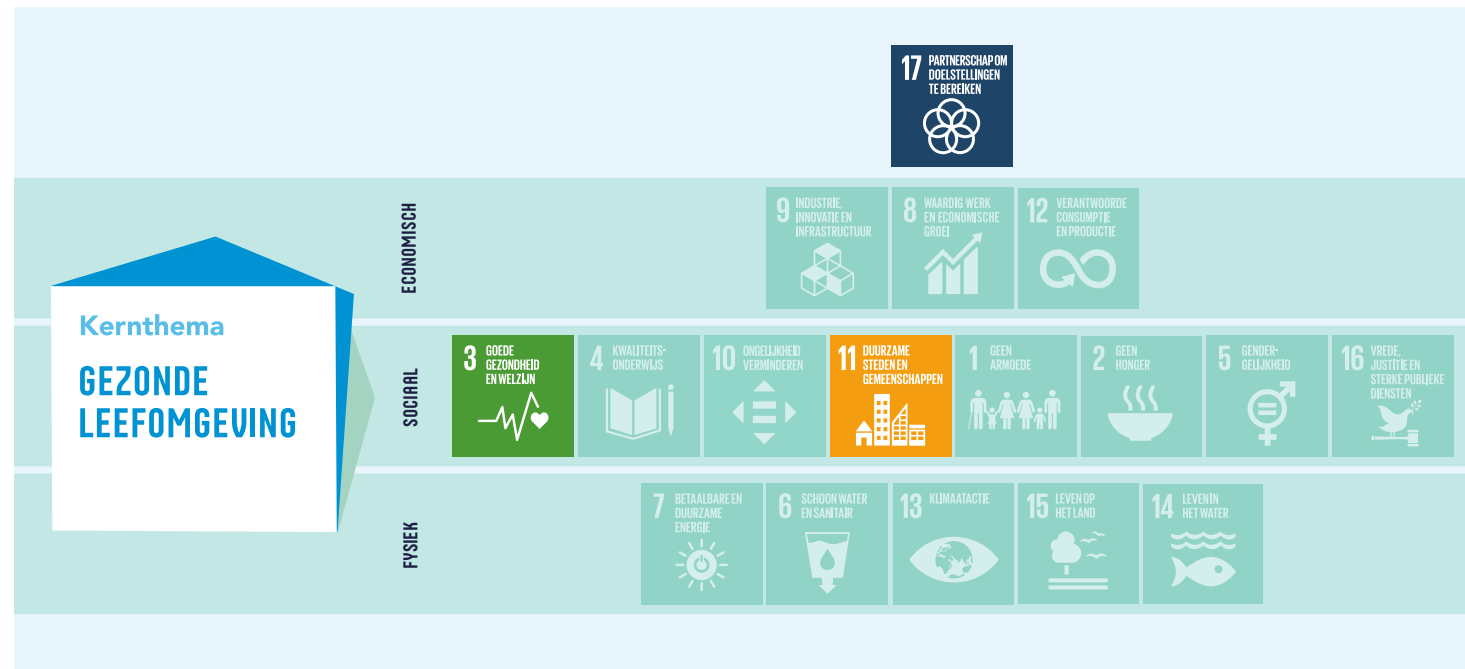 17 PARTNERSCHAP OM
DOELSTELLINGEN
TE BEREIKEN
ECONOMISCH
9 INDUSTRIE,
INNOVATIE EN
INFRASTRUCTUUR
8 WAARDIG WERK
EN ECONOMISCHE
GROEI
12 VERANTWOORDE
CONSUMPTIE
EN PRODUCTIE
Kernthema
GEZONDE
LEEFOMGEVING
SOCIAAL
3 GOEDE
GEZONDHEID
EN WELZIJN
4 KWALITEITS-
ONDERWIJS
10 ONGELIJKHEID
VERMINDEREN
11 DUURZAME
STEDEN EN
GEMEENSCHAPPEN
1 GEEN
ARMOEDE
2 GEEN
HONGER
5 GENDER-
GELIJKHEID
16 VREDE,
JUSTITIE EN
STERKE PUBLIEKE
DIENSTEN
FYSIEK
7 BETAALBARE EN
DUURZAME
ENERGIE
6 SCHOON WATER
EN SANITAIR
13 KLIMAATACTIE
15 LEVEN OP
HET LAND
14 LEVEN IN
HET WATER